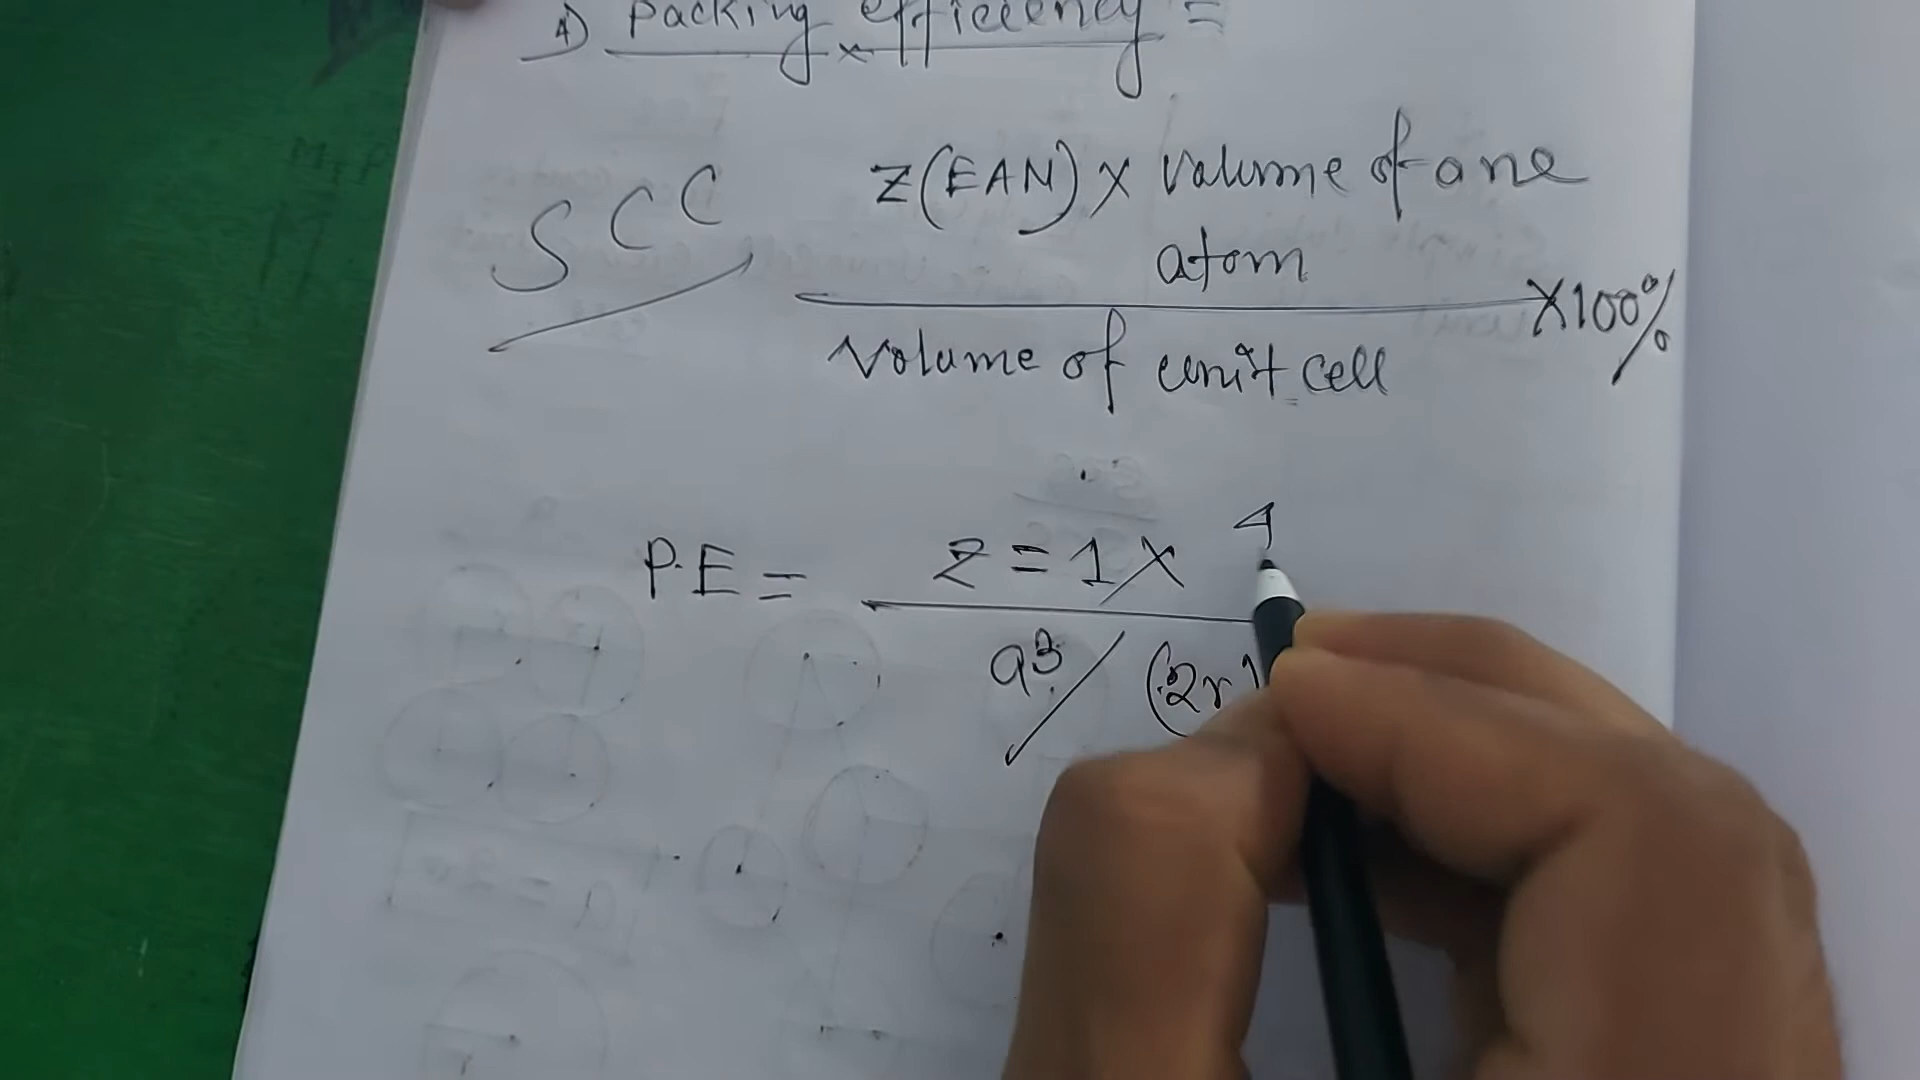 4) Packing efficiency =
SCC
Z(EAN) X Volume of one
atom
X100%
Volume of unit cell
P.E = Z = 1 X 4
a3 / (2r)